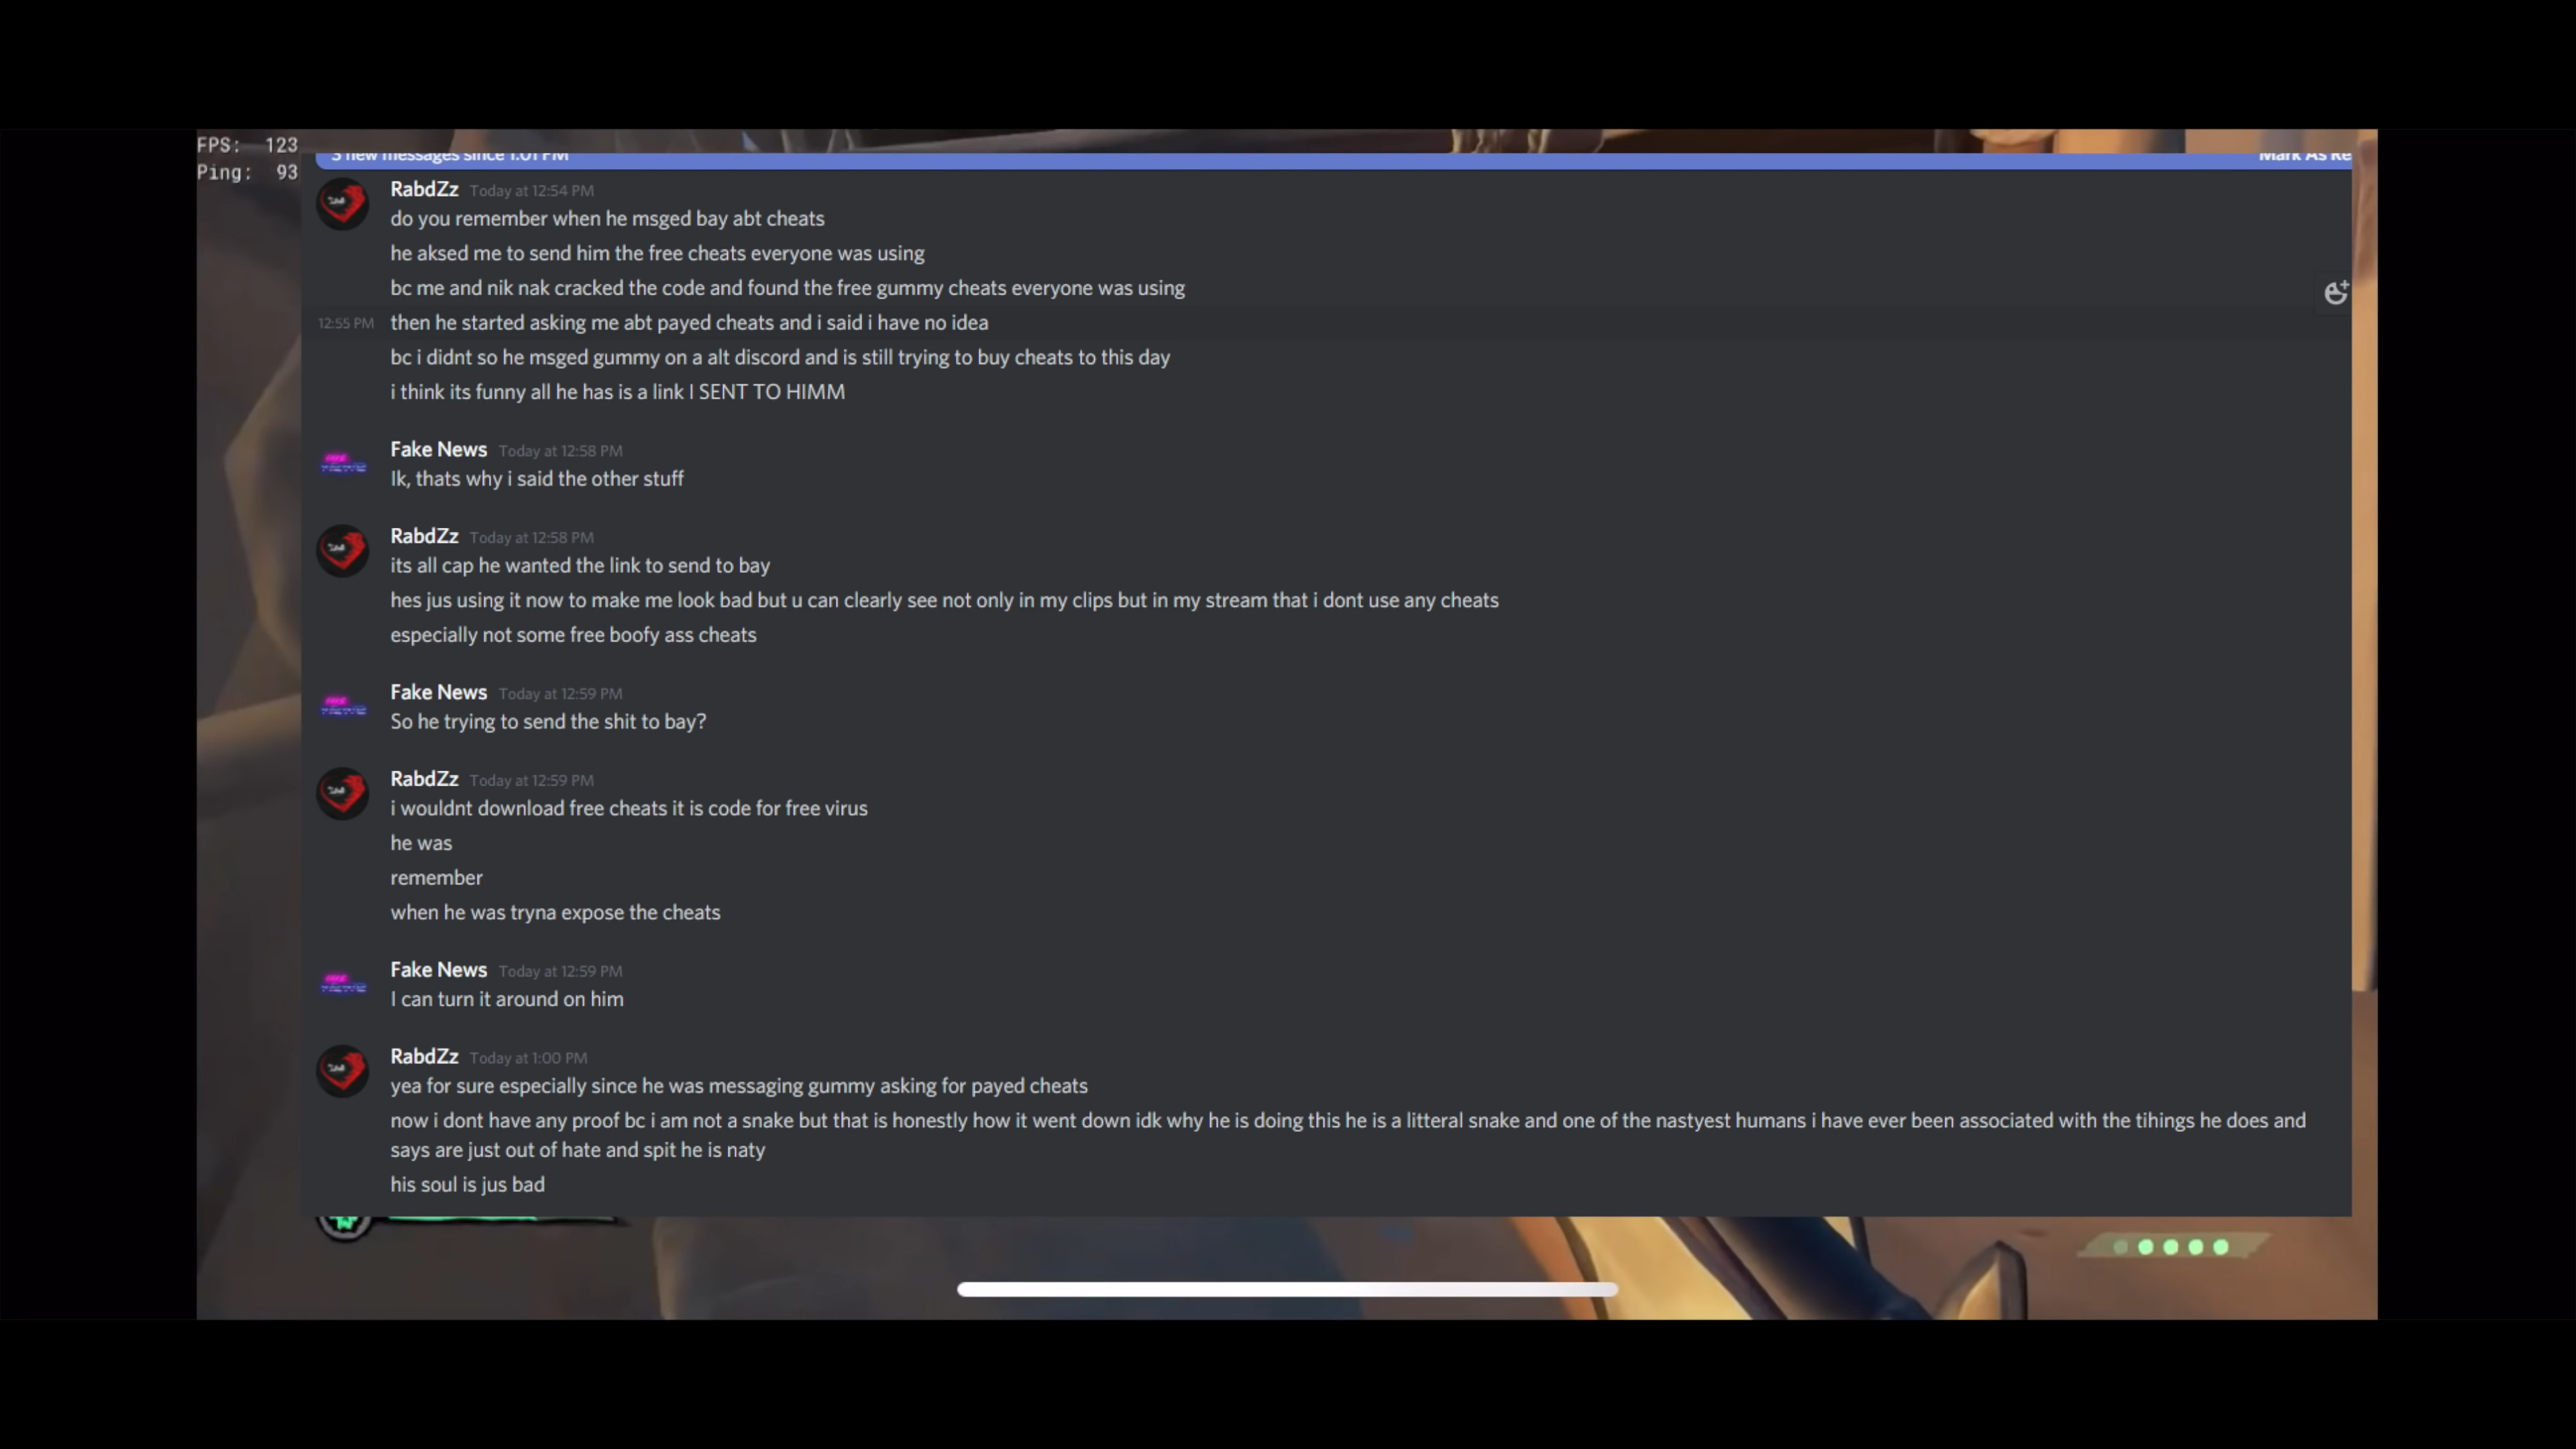 FPS: 123
Ping: 93
3 new messages since 1:01 PM
Mark As Re
RabdZz Today at 12:54 PM
do you remember when he msged bay abt cheats
he aksed me to send him the free cheats everyone was using
bc me and nik nak cracked the code and found the free gummy cheats everyone was using
12:55 PM then he started asking me abt payed cheats and i said i have no idea
bc i didnt so he msged gummy on a alt discord and is still trying to buy cheats to this day
i think its funny all he has is a link I SENT TO HIMM
Fake News Today at 12:58 PM
Ik, thats why i said the other stuff
RabdZz Today at 12:58 PM
its all cap he wanted the link to send to bay
hes jus using it now to make me look bad but u can clearly see not only in my clips but in my stream that i dont use any cheats
especially not some free boofy ass cheats
Fake News Today at 12:59 PM
So he trying to send the shit to bay?
RabdZz Today at 12:59 PM
i wouldnt download free cheats it is code for free virus
he was
remember
when he was tryna expose the cheats
Fake News Today at 12:59 PM
I can turn it around on him
RabdZz Today at 1:00 PM
yea for sure especially since he was messaging gummy asking for payed cheats
now i dont have any proof bc i am not a snake but that is honestly how it went down idk why he is doing this he is a litteral snake and one of the nastyest humans i have ever been associated with the tihings he does and
says are just out of hate and spit he is naty
his soul is jus bad